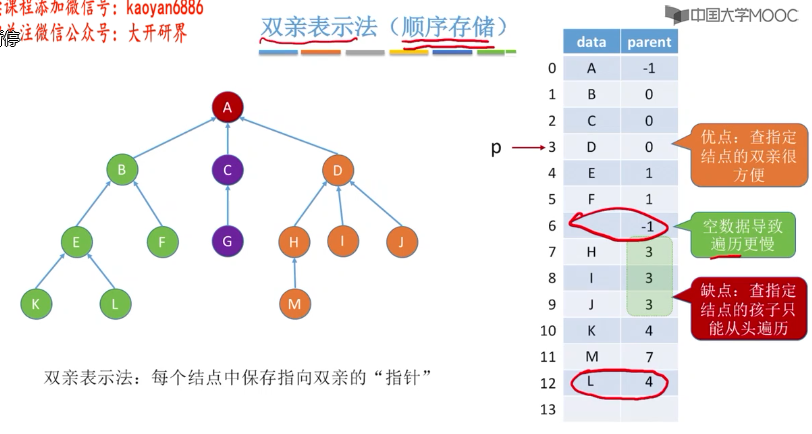 课程添加微信号：kaoyan6886
关注微信公众号：大开研界
双亲表示法（顺序存储）
中国大学MOOC
A
B
C
D
E
F
G
H
I
J
K
L
M
双亲表示法：每个结点中保存指向双亲的“指针”
p
data parent
0 A -1
1 B 0
2 C 0
3 D 0
4 E 1
5 F 1
6 -1
7 H 3
8 I 3
9 J 3
10 K 4
11 M 7
12 L 4
13
优点：查指定
结点的双亲很
方便
空数据导致
遍历更慢
缺点：查指定
结点的孩子只
能从头遍历